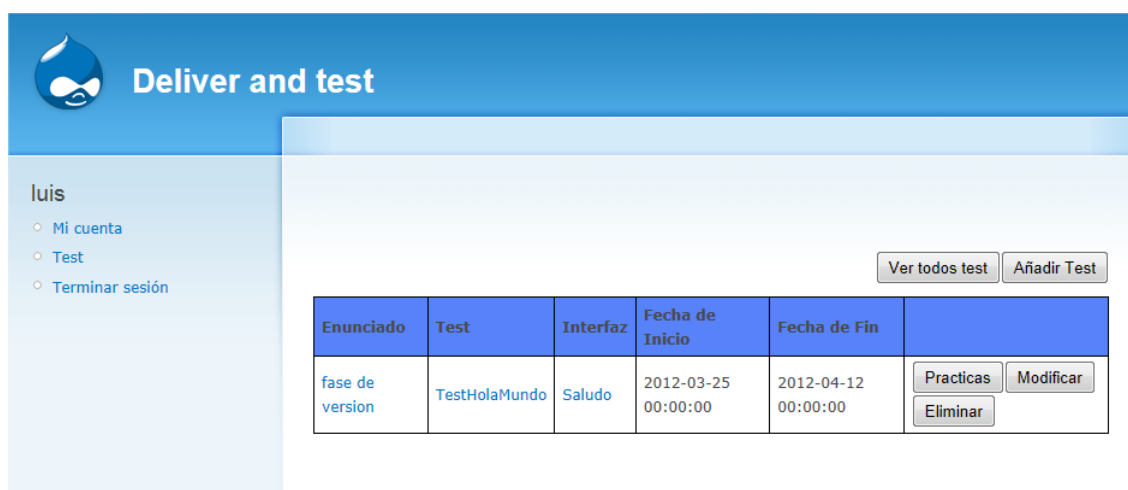 Deliver and test
luis
Mi cuenta
Test
Terminar sesión
Ver todos test Añadir Test
Enunciado Test Interfaz Fecha de Inicio Fecha de Fin
fase de version TestHolaMundo Saludo 2012-03-25 00:00:00 2012-04-12 00:00:00 Practicas Modificar
Eliminar